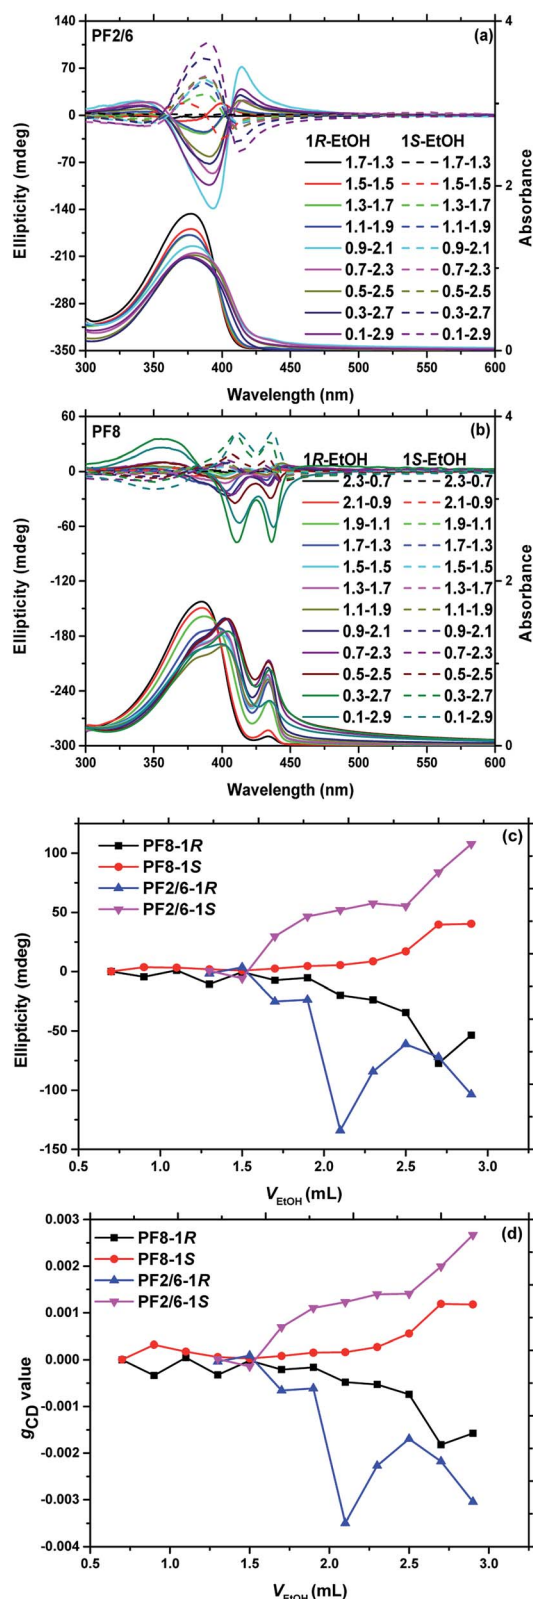 PF2/6
(a)
70
0
-70
-140
-210
-280
-350
4
2
0
Ellipticity (mdeg)
Absorbance
1R-EtOH 1S-EtOH
1.7-1.3 1.7-1.3
1.5-1.5 1.5-1.5
1.3-1.7 1.3-1.7
1.1-1.9 1.1-1.9
0.9-2.1 0.9-2.1
0.7-2.3 0.7-2.3
0.5-2.5 0.5-2.5
0.3-2.7 0.3-2.7
0.1-2.9 0.1-2.9
300 350 400 450 500 550 600
Wavelength (nm)
PF8
(b)
60
0
-60
-120
-180
-240
-300
4
2
0
Ellipticity (mdeg)
Absorbance
1R-EtOH 1S-EtOH
2.3-0.7 2.3-0.7
2.1-0.9 2.1-0.9
1.9-1.1 1.9-1.1
1.7-1.3 1.7-1.3
1.5-1.5 1.5-1.5
1.3-1.7 1.3-1.7
1.1-1.9 1.1-1.9
0.9-2.1 0.9-2.1
0.7-2.3 0.7-2.3
0.5-2.5 0.5-2.5
0.3-2.7 0.3-2.7
0.1-2.9 0.1-2.9
300 350 400 450 500 550 600
Wavelength (nm)
(c)
PF8-1R
PF8-1S
PF2/6-1R
PF2/6-1S
100
50
0
-50
-100
-150
Ellipticity (mdeg)
0.5 1.0 1.5 2.0 2.5 3.0
VEtOH (mL)
(d)
PF8-1R
PF8-1S
PF2/6-1R
PF2/6-1S
0.003
0.002
0.001
0.000
-0.001
-0.002
-0.003
-0.004
gCD value
0.5 1.0 1.5 2.0 2.5 3.0
VEtOH (mL)